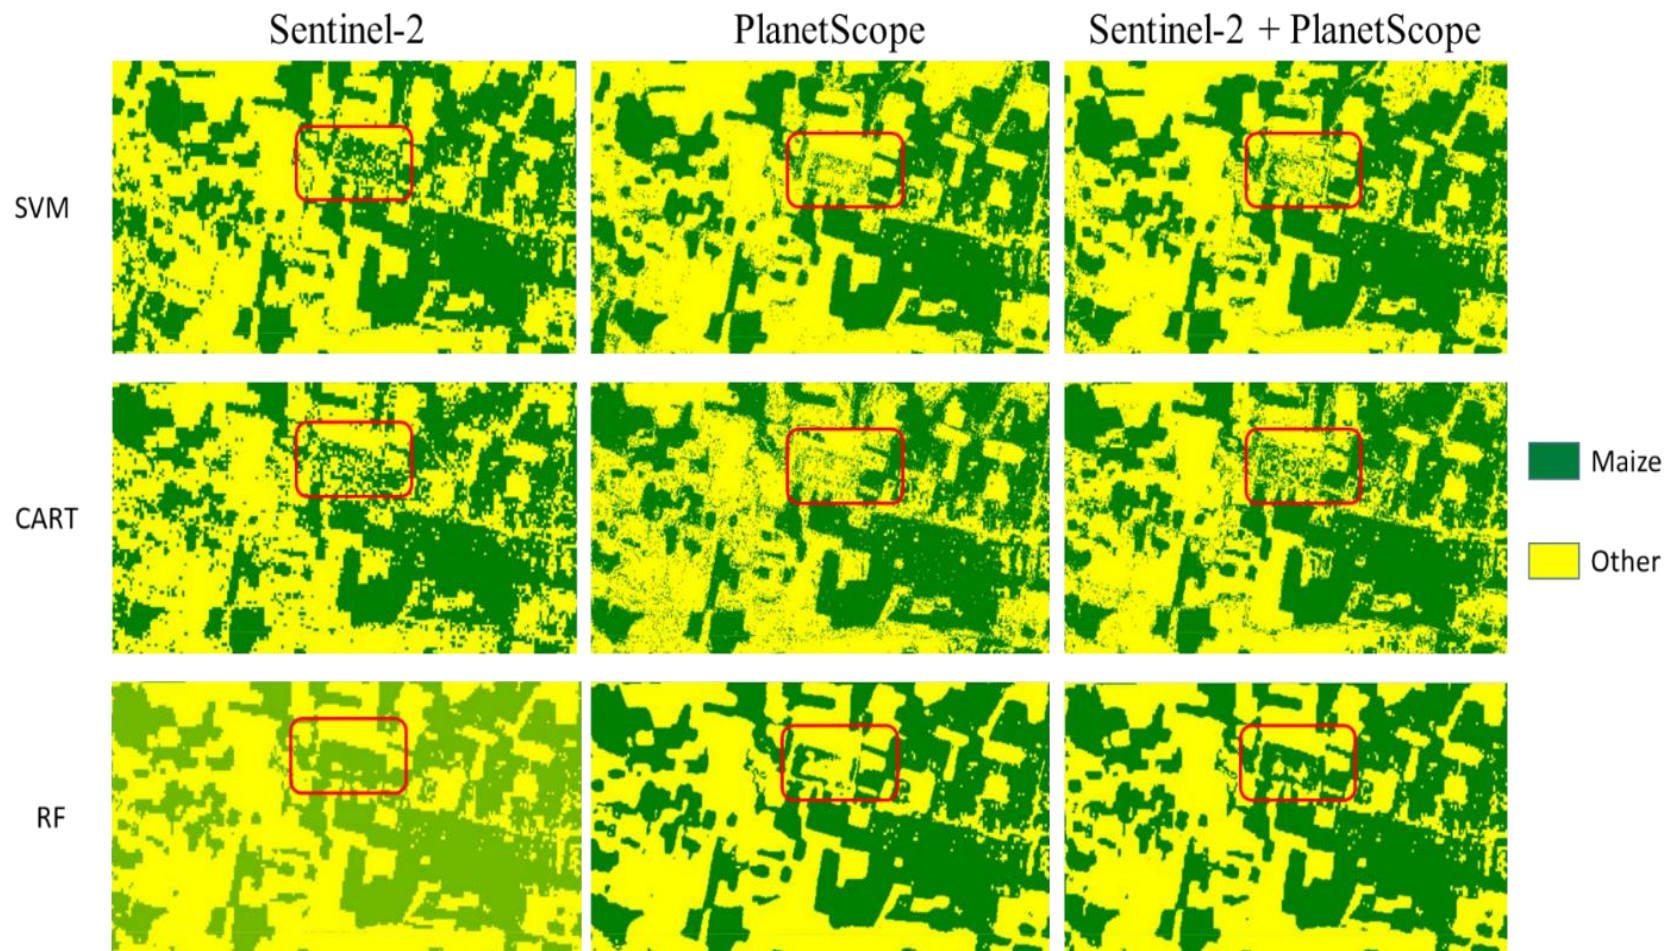 Sentinel-2
PlanetScope
Sentinel-2 + PlanetScope
SVM
CART
RF
Maize
Other